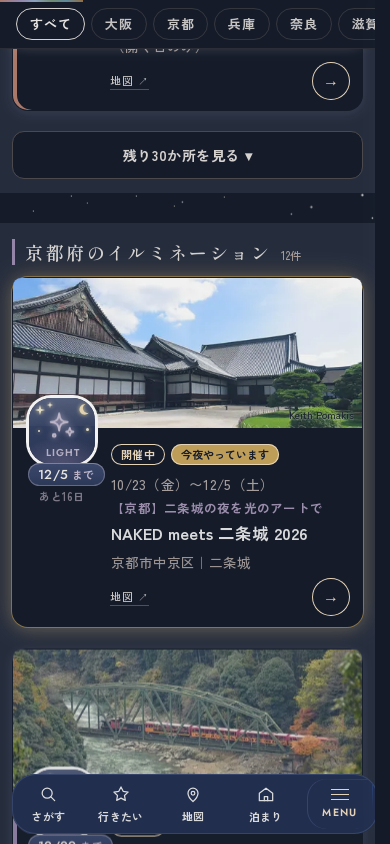 すべて
大阪
京都
兵庫
奈良
滋賀
地図 ↗
→
残り30か所を見る ▾
京都府のイルミネーション 12件
Keith Pomakis
LIGHT
12/5 まで
あと16日
開催中
今夜やっています
10/23（金）〜12/5（土）
【京都】二条城の夜を光のアートで
NAKED meets 二条城 2026
京都市中京区｜二条城
地図 ↗
→
さがす
行きたい
地図
泊まり
MENU